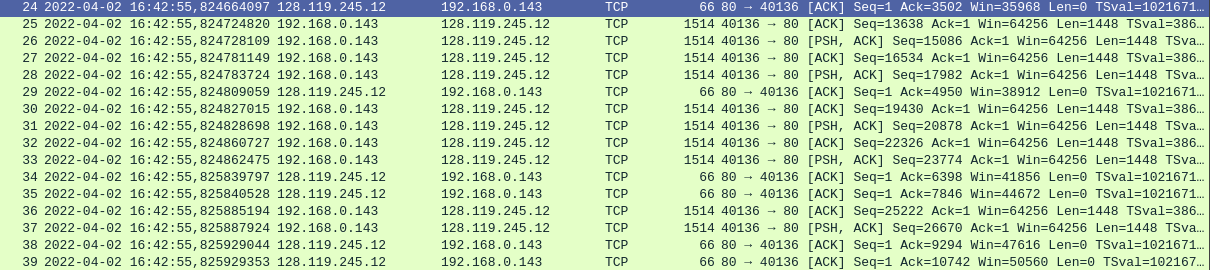 24 2022-04-02 16:42:55,824664097 128.119.245.12 192.168.0.143 TCP 66 80 → 40136 [ACK] Seq=1 Ack=3502 Win=35968 Len=0 TSval=1021671…
25 2022-04-02 16:42:55,824724850 192.168.0.143 128.119.245.12 TCP 1514 40136 → 80 [ACK] Seq=13638 Ack=1 Win=64256 Len=1448 TSval=386…
26 2022-04-02 16:42:55,824728109 192.168.0.143 128.119.245.12 TCP 1514 40136 → 80 [PSH, ACK] Seq=15086 Ack=1 Win=64256 Len=1448 TSva…
27 2022-04-02 16:42:55,824781149 192.168.0.143 128.119.245.12 TCP 1514 40136 → 80 [ACK] Seq=16534 Ack=1 Win=64256 Len=1448 TSval=386…
28 2022-04-02 16:42:55,824783724 192.168.0.143 128.119.245.12 TCP 1514 40136 → 80 [PSH, ACK] Seq=17982 Ack=1 Win=64256 Len=1448 TSva…
29 2022-04-02 16:42:55,824809059 128.119.245.12 192.168.0.143 TCP 66 80 → 40136 [ACK] Seq=1 Ack=4950 Win=38912 Len=0 TSval=1021671…
30 2022-04-02 16:42:55,824827015 192.168.0.143 128.119.245.12 TCP 1514 40136 → 80 [ACK] Seq=19430 Ack=1 Win=64256 Len=1448 TSval=386…
31 2022-04-02 16:42:55,824828698 192.168.0.143 128.119.245.12 TCP 1514 40136 → 80 [PSH, ACK] Seq=20878 Ack=1 Win=64256 Len=1448 TSva…
32 2022-04-02 16:42:55,824860727 192.168.0.143 128.119.245.12 TCP 1514 40136 → 80 [ACK] Seq=22326 Ack=1 Win=64256 Len=1448 TSval=386…
33 2022-04-02 16:42:55,824862475 192.168.0.143 128.119.245.12 TCP 1514 40136 → 80 [PSH, ACK] Seq=23774 Ack=1 Win=64256 Len=1448 TSva…
34 2022-04-02 16:42:55,825839797 128.119.245.12 192.168.0.143 TCP 66 80 → 40136 [ACK] Seq=1 Ack=6398 Win=41856 Len=0 TSval=1021671…
35 2022-04-02 16:42:55,825840528 128.119.245.12 192.168.0.143 TCP 66 80 → 40136 [ACK] Seq=1 Ack=7846 Win=44672 Len=0 TSval=1021671…
36 2022-04-02 16:42:55,825885194 192.168.0.143 128.119.245.12 TCP 1514 40136 → 80 [ACK] Seq=25222 Ack=1 Win=64256 Len=1448 TSval=386…
37 2022-04-02 16:42:55,825887924 192.168.0.143 128.119.245.12 TCP 1514 40136 → 80 [PSH, ACK] Seq=26670 Ack=1 Win=64256 Len=1448 TSva…
38 2022-04-02 16:42:55,825929044 128.119.245.12 192.168.0.143 TCP 66 80 → 40136 [ACK] Seq=1 Ack=9294 Win=47616 Len=0 TSval=1021671…
39 2022-04-02 16:42:55,825929353 128.119.245.12 192.168.0.143 TCP 66 80 → 40136 [ACK] Seq=1 Ack=10742 Win=50560 Len=0 TSval=102167…